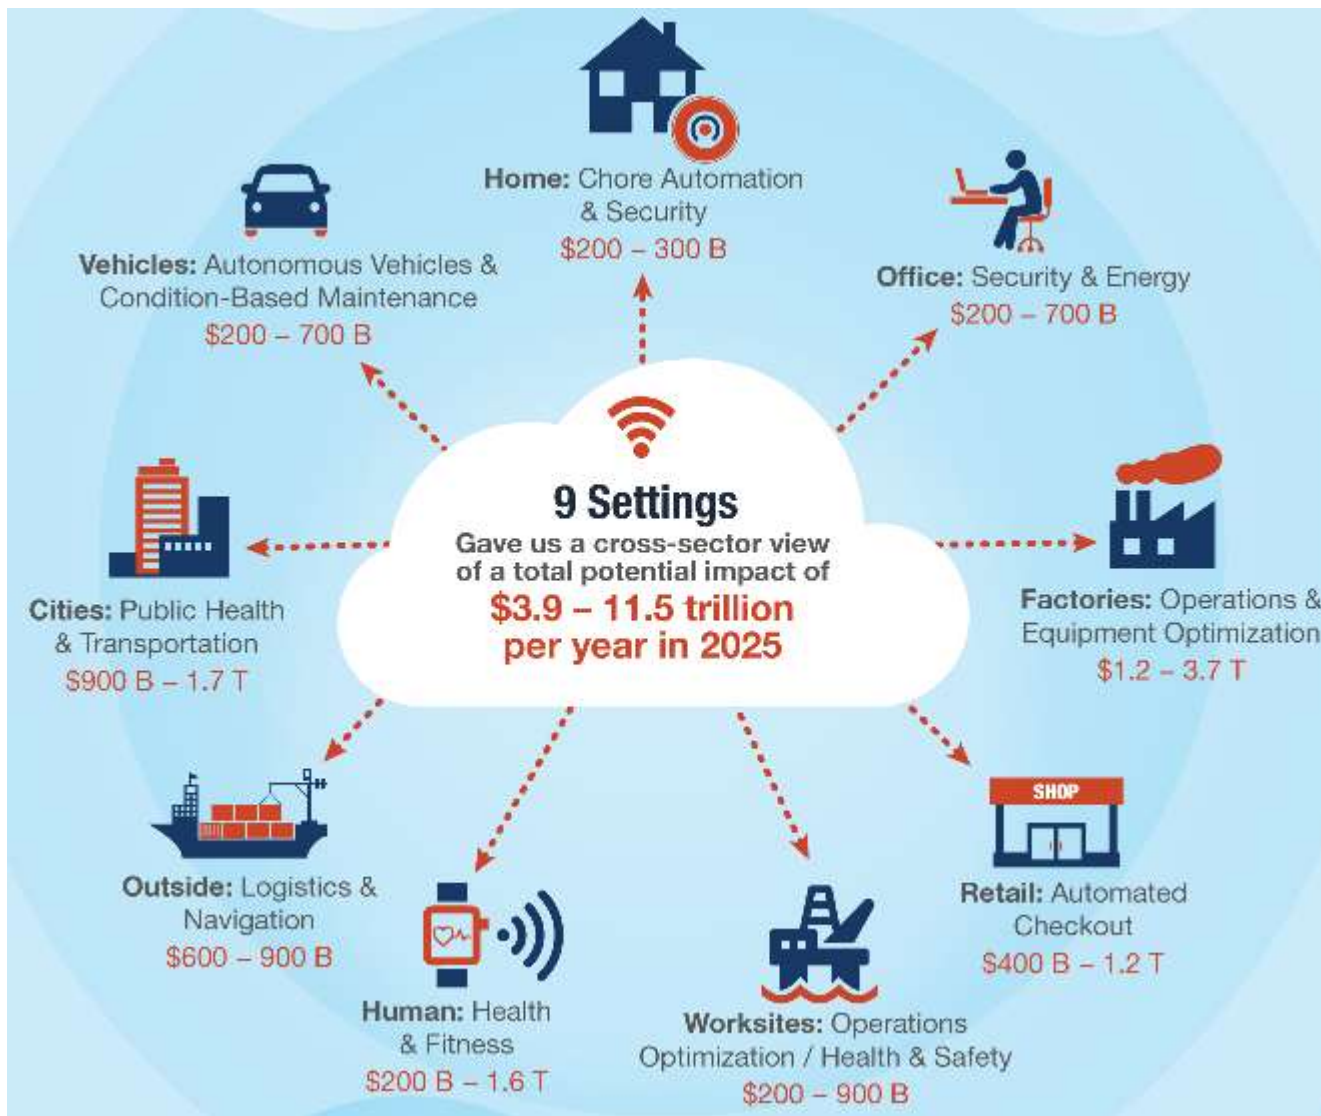 Home: Chore Automation
& Security
$200 – 300 B
Vehicles: Autonomous Vehicles &
Condition-Based Maintenance
$200 – 700 B
Office: Security & Energy
$200 – 700 B
9 Settings
Gave us a cross-sector view
of a total potential impact of
$3.9 – 11.5 trillion
per year in 2025
Cities: Public Health
& Transportation
$900 B – 1.7 T
Factories: Operations &
Equipment Optimization
$1.2 – 3.7 T
Outside: Logistics &
Navigation
$600 – 900 B
Human: Health
& Fitness
$200 B – 1.6 T
Worksites: Operations
Optimization / Health & Safety
$200 – 900 B
SHOP
Retail: Automated
Checkout
$400 B – 1.2 T